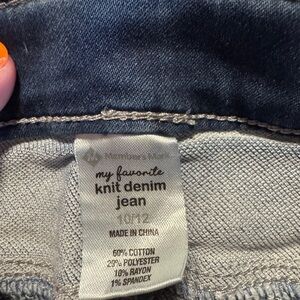 Member's Mark
my favorite
knit denim
jean
10/12
MADE IN CHINA
60% COTTON
29% POLYESTER
10% RAYON
1% SPANDEX